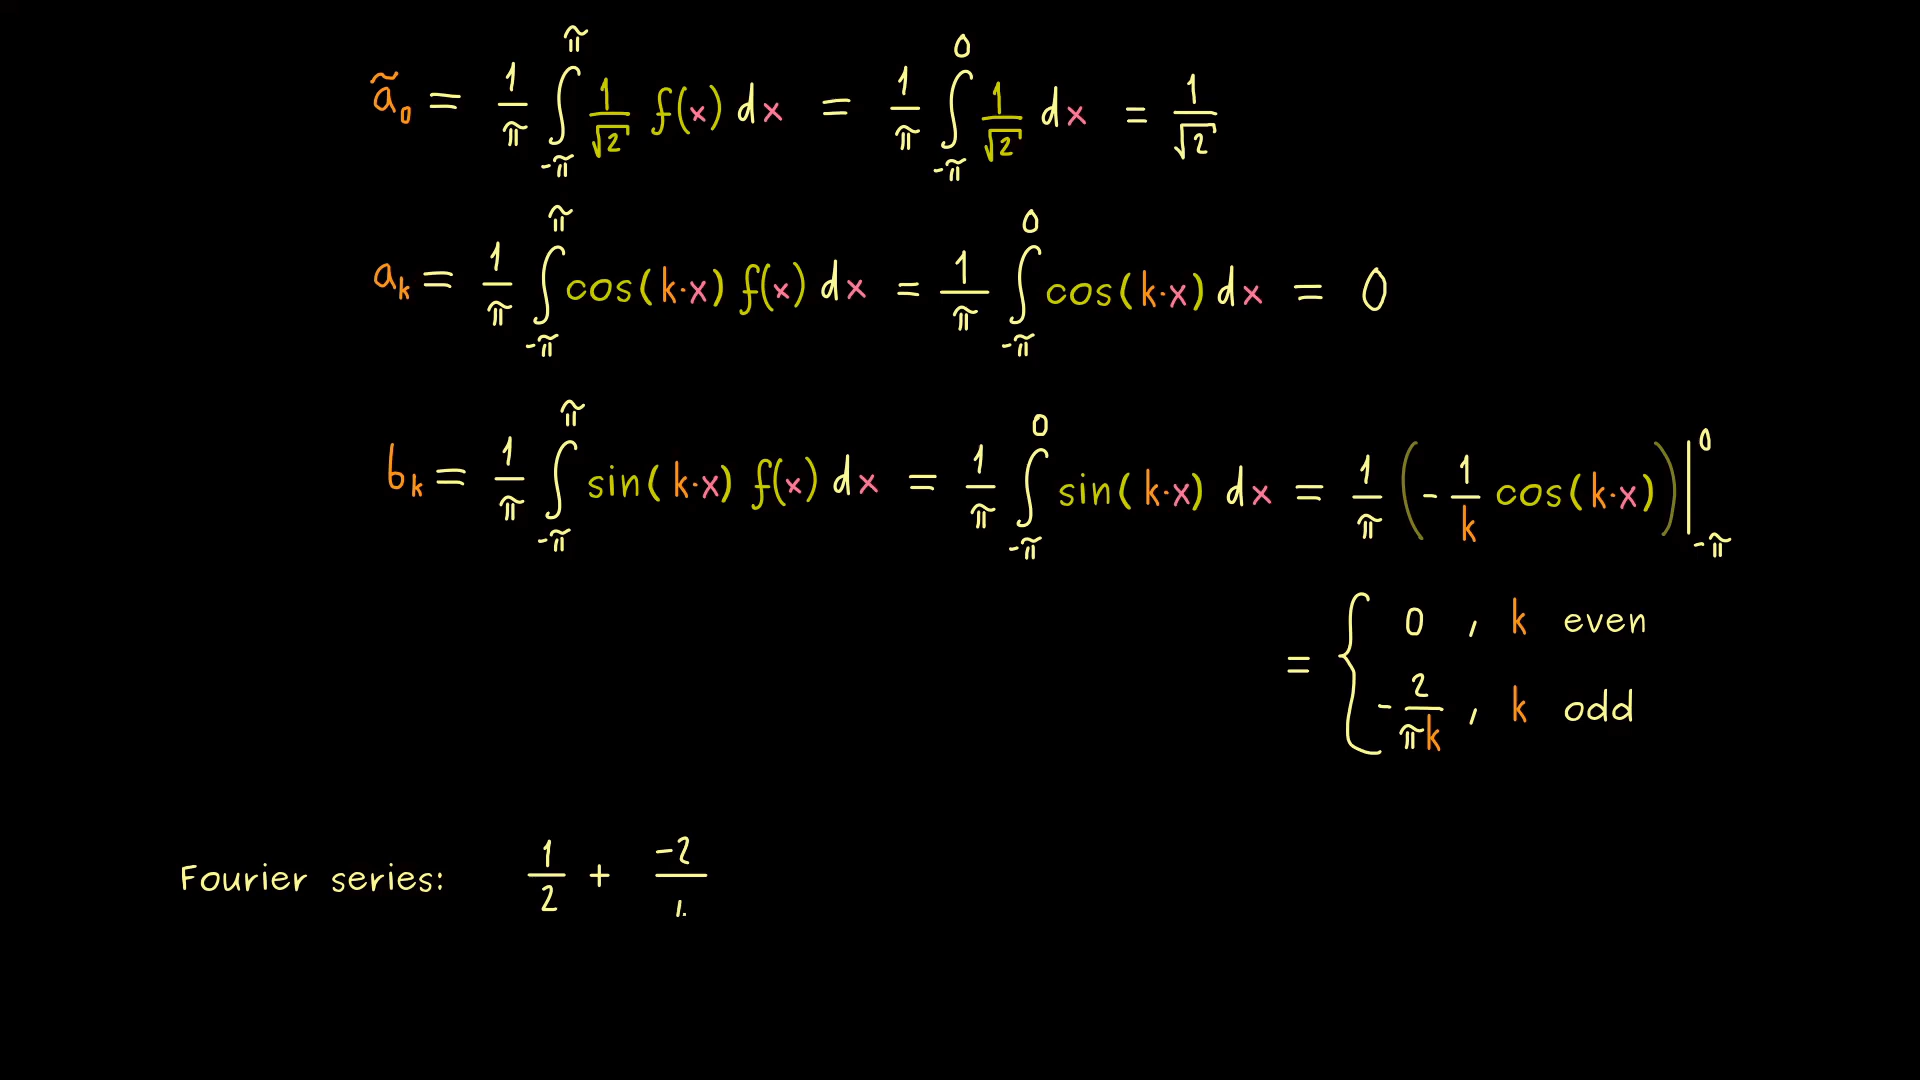 ã₀ = 1/π ∫_{-π}^{π} 1/√2 f(x) dx = 1/π ∫_{-π}^{0} 1/√2 dx = 1/√2
aₖ = 1/π ∫_{-π}^{π} cos(k·x) f(x) dx = 1/π ∫_{-π}^{0} cos(k·x) dx = 0
bₖ = 1/π ∫_{-π}^{π} sin(k·x) f(x) dx = 1/π ∫_{-π}^{0} sin(k·x) dx = 1/π (-1/k cos(k·x)) |_{-π}^{0}
= { 0 , k even
-2/(πk) , k odd
Fourier series: 1/2 + -2/